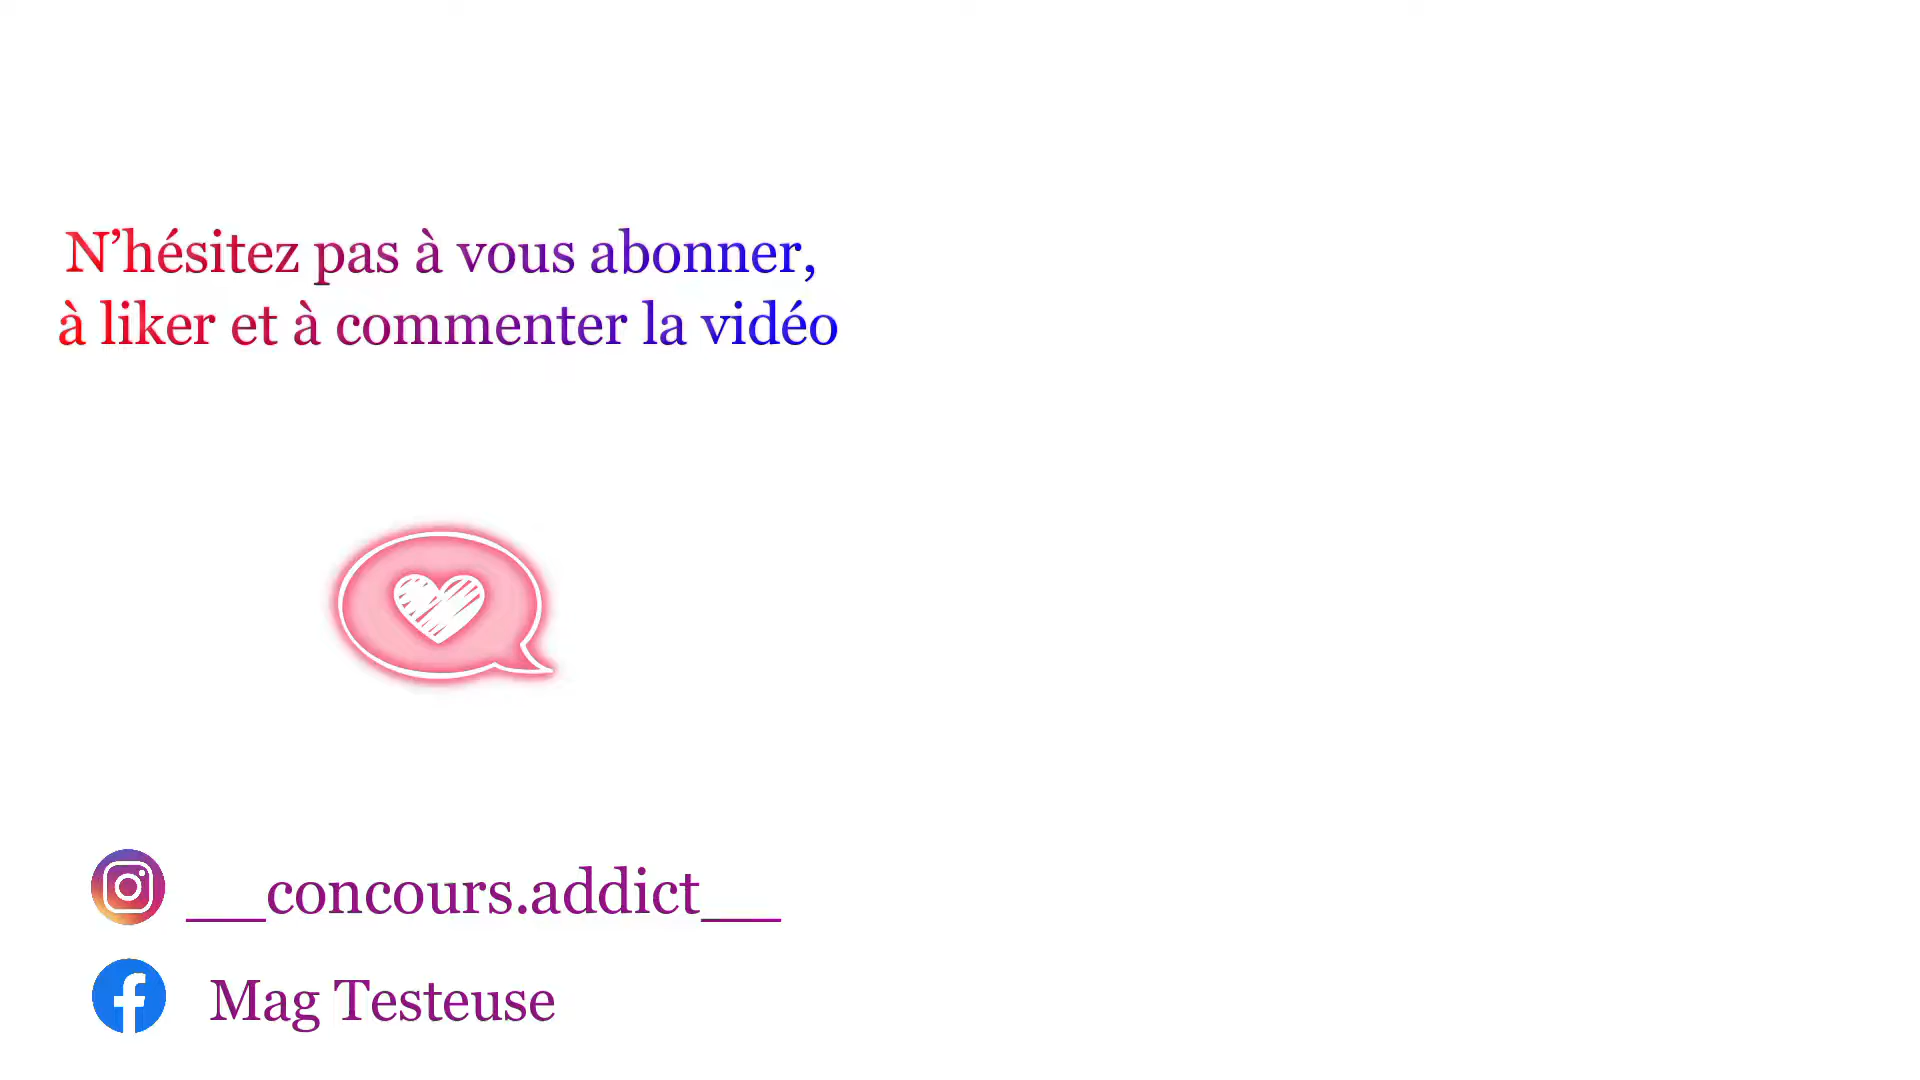 N’hésitez pas à vous abonner,
à liker et à commenter la vidéo
__concours.addict__
Mag Testeuse